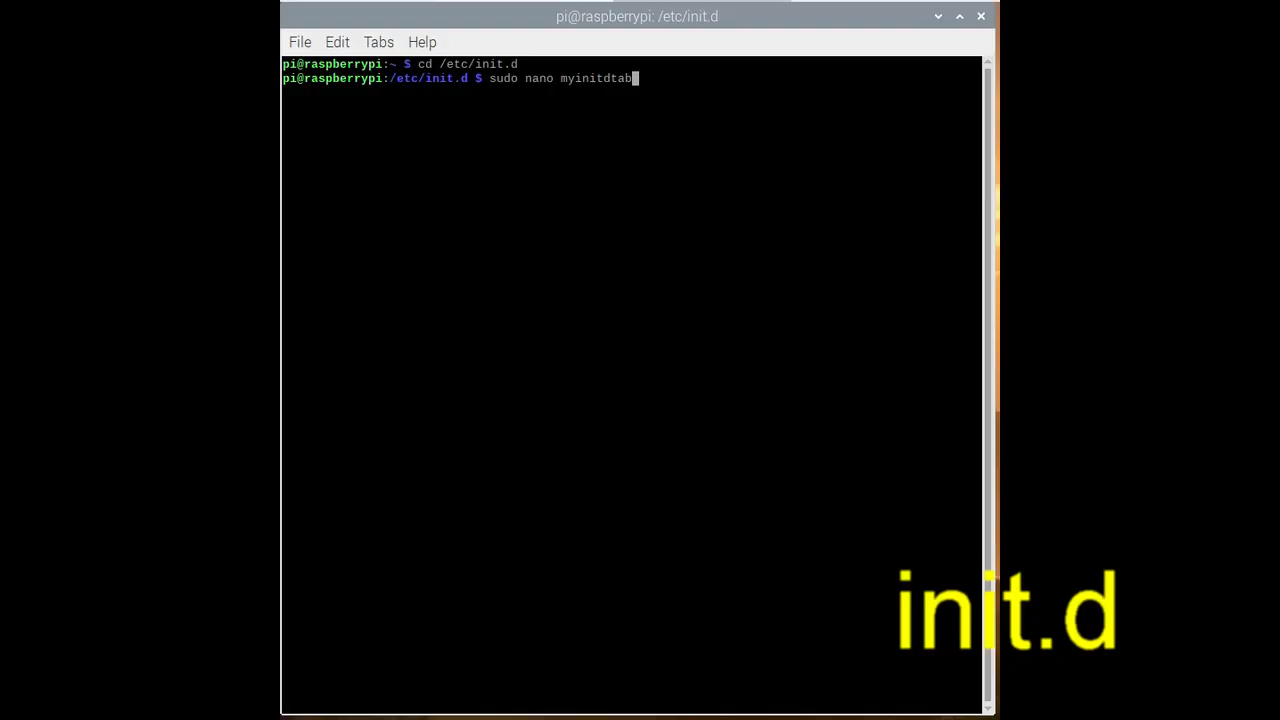 pi@raspberrypi: /etc/init.d
File Edit Tabs Help
pi@raspberrypi:~ $ cd /etc/init.d
pi@raspberrypi:/etc/init.d $ sudo nano myinitdtab
init.d